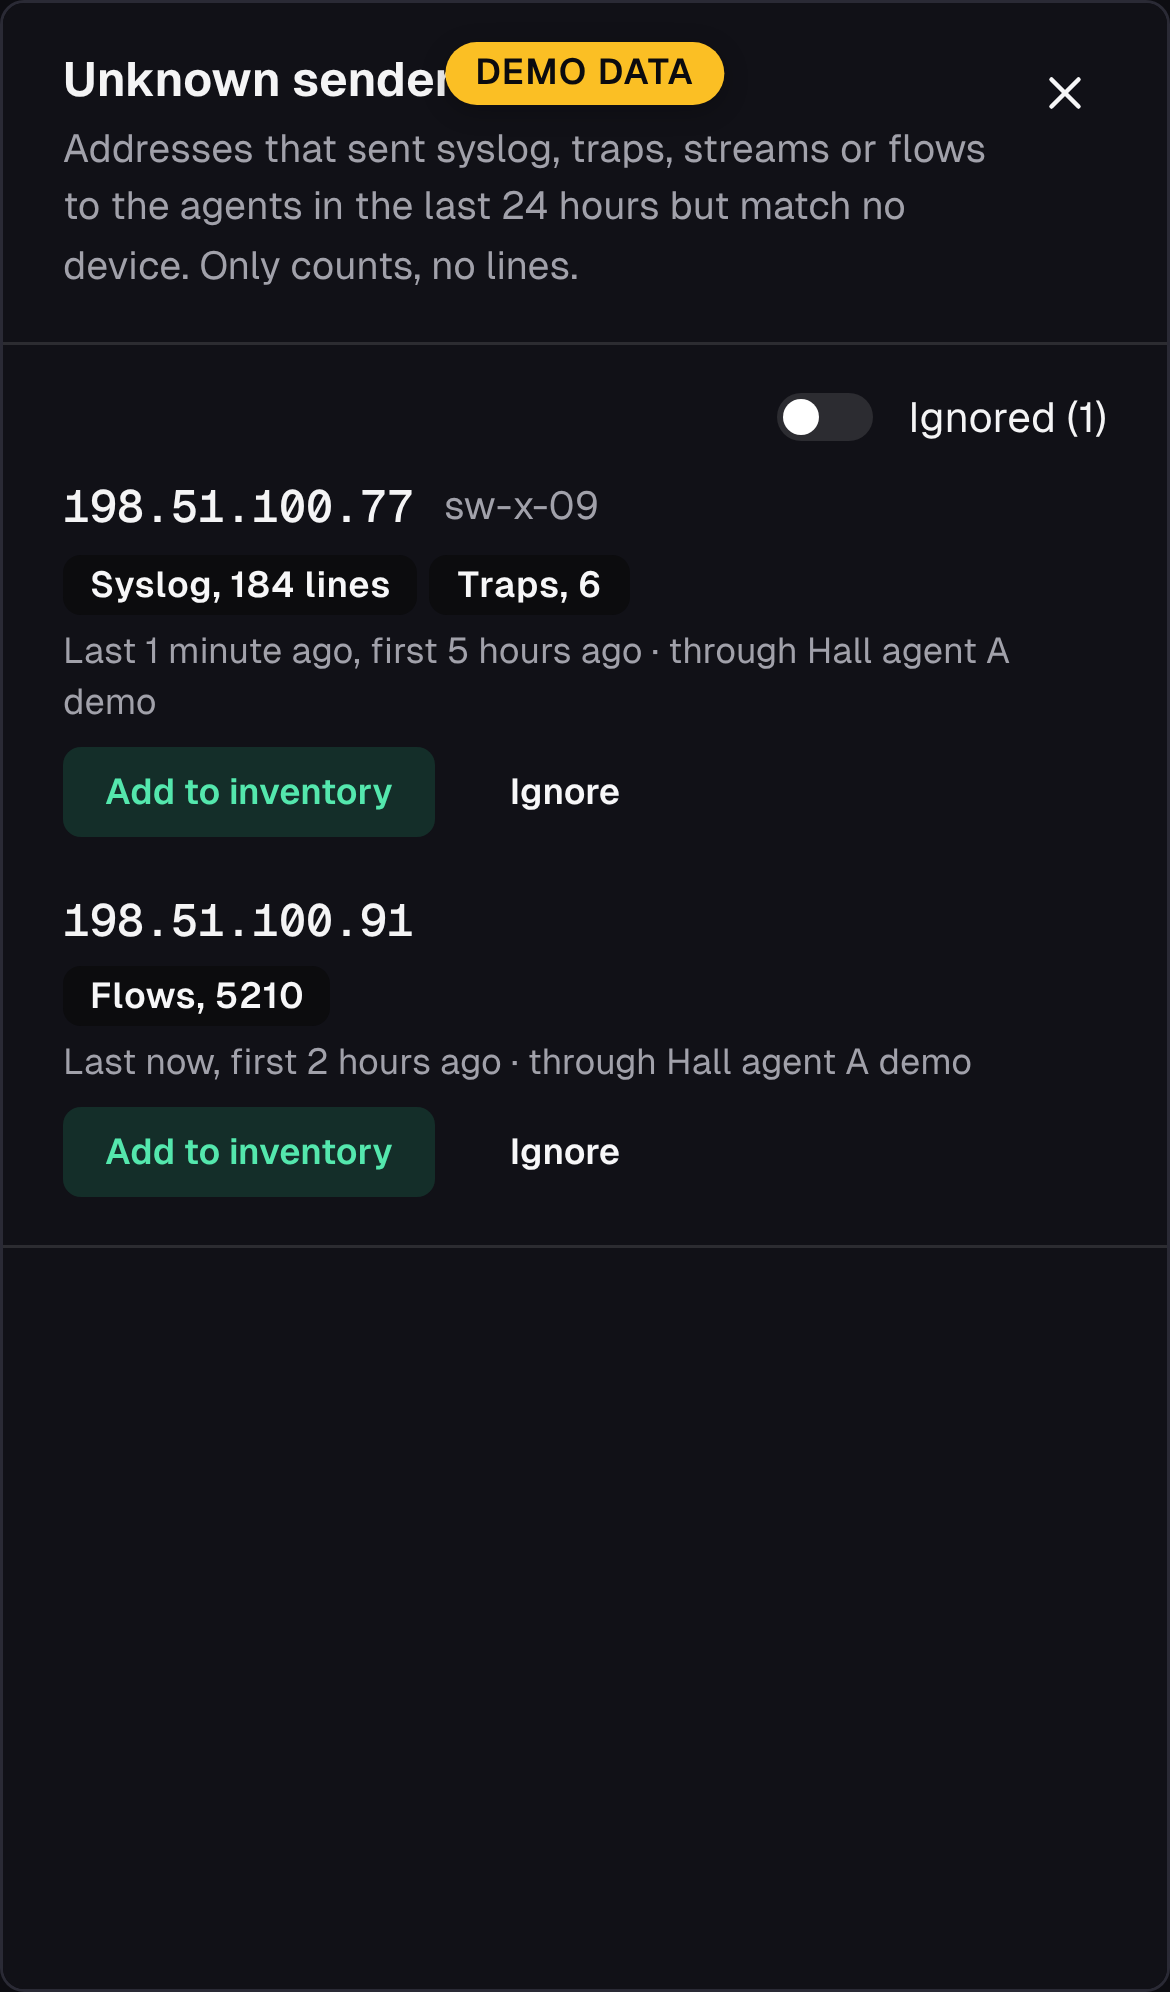 Unknown sender
DEMO DATA
Addresses that sent syslog, traps, streams or flows
to the agents in the last 24 hours but match no
device. Only counts, no lines.
Ignored (1)
198.51.100.77 sw-x-09
Syslog, 184 lines Traps, 6
Last 1 minute ago, first 5 hours ago · through Hall agent A
demo
Add to inventory Ignore
198.51.100.91
Flows, 5210
Last now, first 2 hours ago · through Hall agent A demo
Add to inventory Ignore